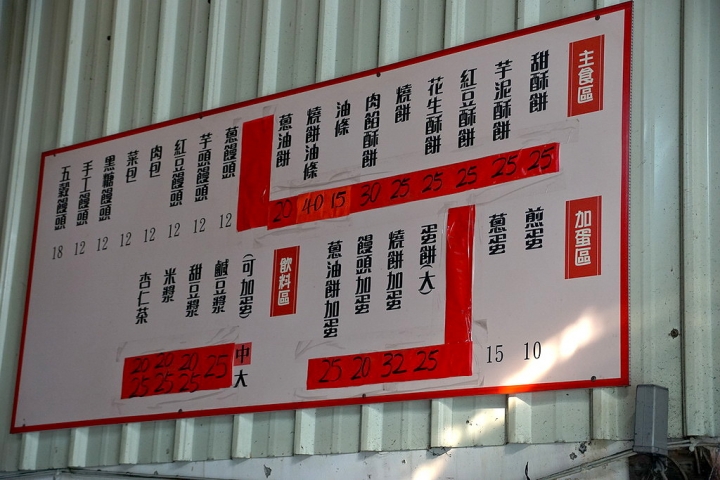 主食區
甜酥餅 25
芋泥酥餅 25
紅豆酥餅 25
花生酥餅 25
燒餅 25
肉餡酥餅 30
油條 15
燒餅油條 40
蔥油餅 20
蔥饅頭 12
芋頭饅頭 12
紅豆饅頭 12
肉包 12
菜包 12
黑糖饅頭 12
手工饅頭 12
五穀饅頭 18
加蛋區
煎蛋 10
蔥蛋 15
蛋餅(大) 25
燒餅加蛋 32
饅頭加蛋 20
蔥油餅加蛋 25
飲料區
(可加蛋) 中 大
鹹豆漿 25
甜豆漿 20 25
米漿 20 25
杏仁茶 20 25